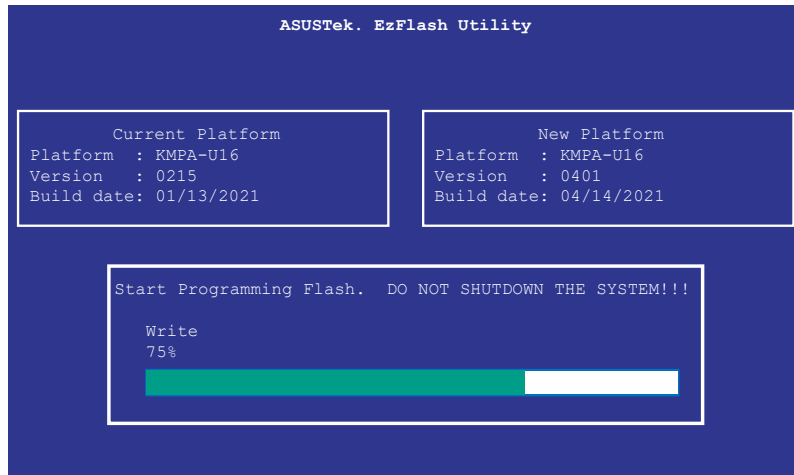 ASUSTek. EzFlash Utility
Current Platform
Platform : KMPA-U16
Version : 0215
Build date: 01/13/2021
New Platform
Platform : KMPA-U16
Version : 0401
Build date: 04/14/2021
Start Programming Flash. DO NOT SHUTDOWN THE SYSTEM!!!
Write
75%